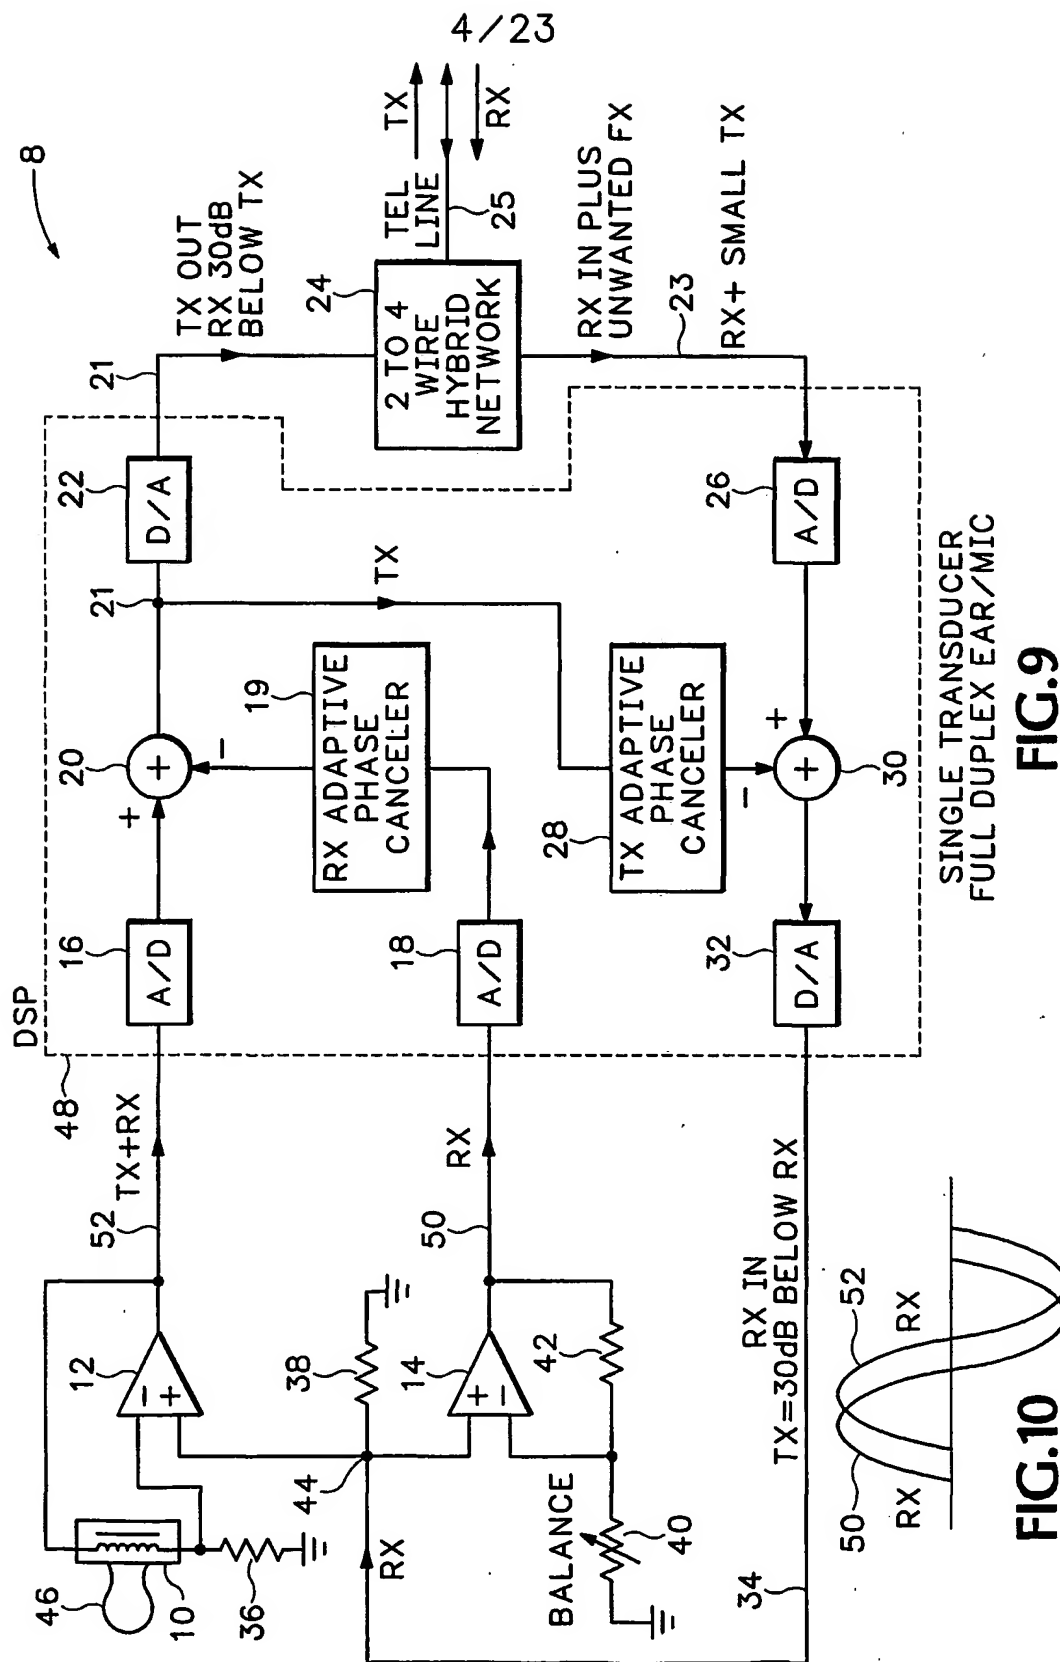 4/23
8
DSP
48
46
10
36
12
−
+
52
TX+RX
16
A/D
+
20
+
−
21
22
D/A
21
TX OUT
RX 30dB
BELOW TX
24
2 TO 4
WIRE
HYBRID
NETWORK
TEL
LINE
25
TX
RX
44
38
RX
14
+
−
50
RX
18
A/D
19
RX ADAPTIVE
PHASE
CANCELER
TX
BALANCE
40
42
28
TX ADAPTIVE
PHASE
CANCELER
RX IN PLUS
UNWANTED FX
23
RX+ SMALL TX
34
RX IN
TX=30dB BELOW RX
32
D/A
−
+
+
30
26
A/D
SINGLE TRANSDUCER
FULL DUPLEX EAR/MIC
FIG.9
50
RX
RX
52
FIG.10